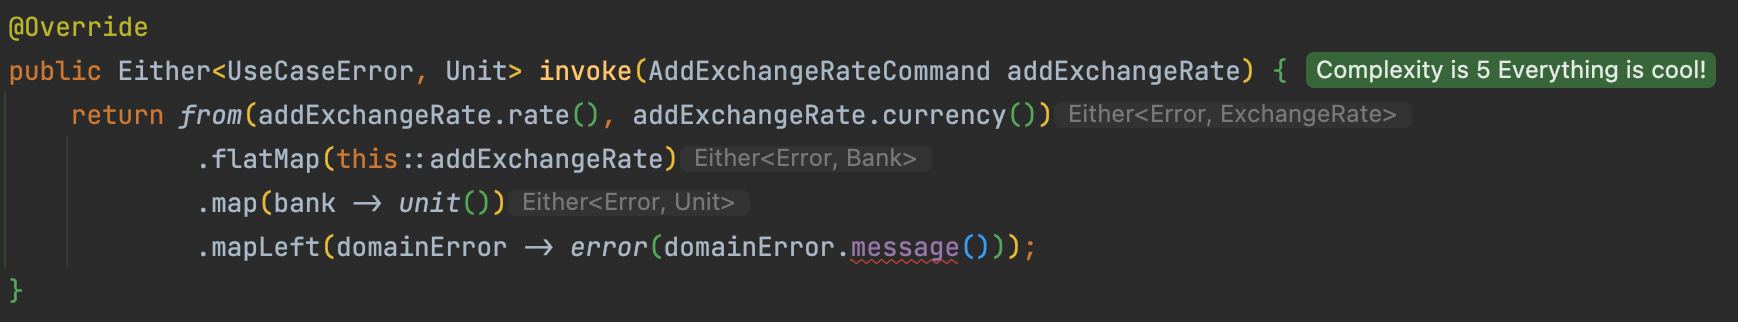 @Override
public Either<UseCaseError, Unit> invoke(AddExchangeRateCommand addExchangeRate) { Complexity is 5 Everything is cool!
return from(addExchangeRate.rate(), addExchangeRate.currency()) Either<Error, ExchangeRate>
.flatMap(this::addExchangeRate) Either<Error, Bank>
.map(bank -> unit()) Either<Error, Unit>
.mapLeft(domainError -> error(domainError.message()));
}